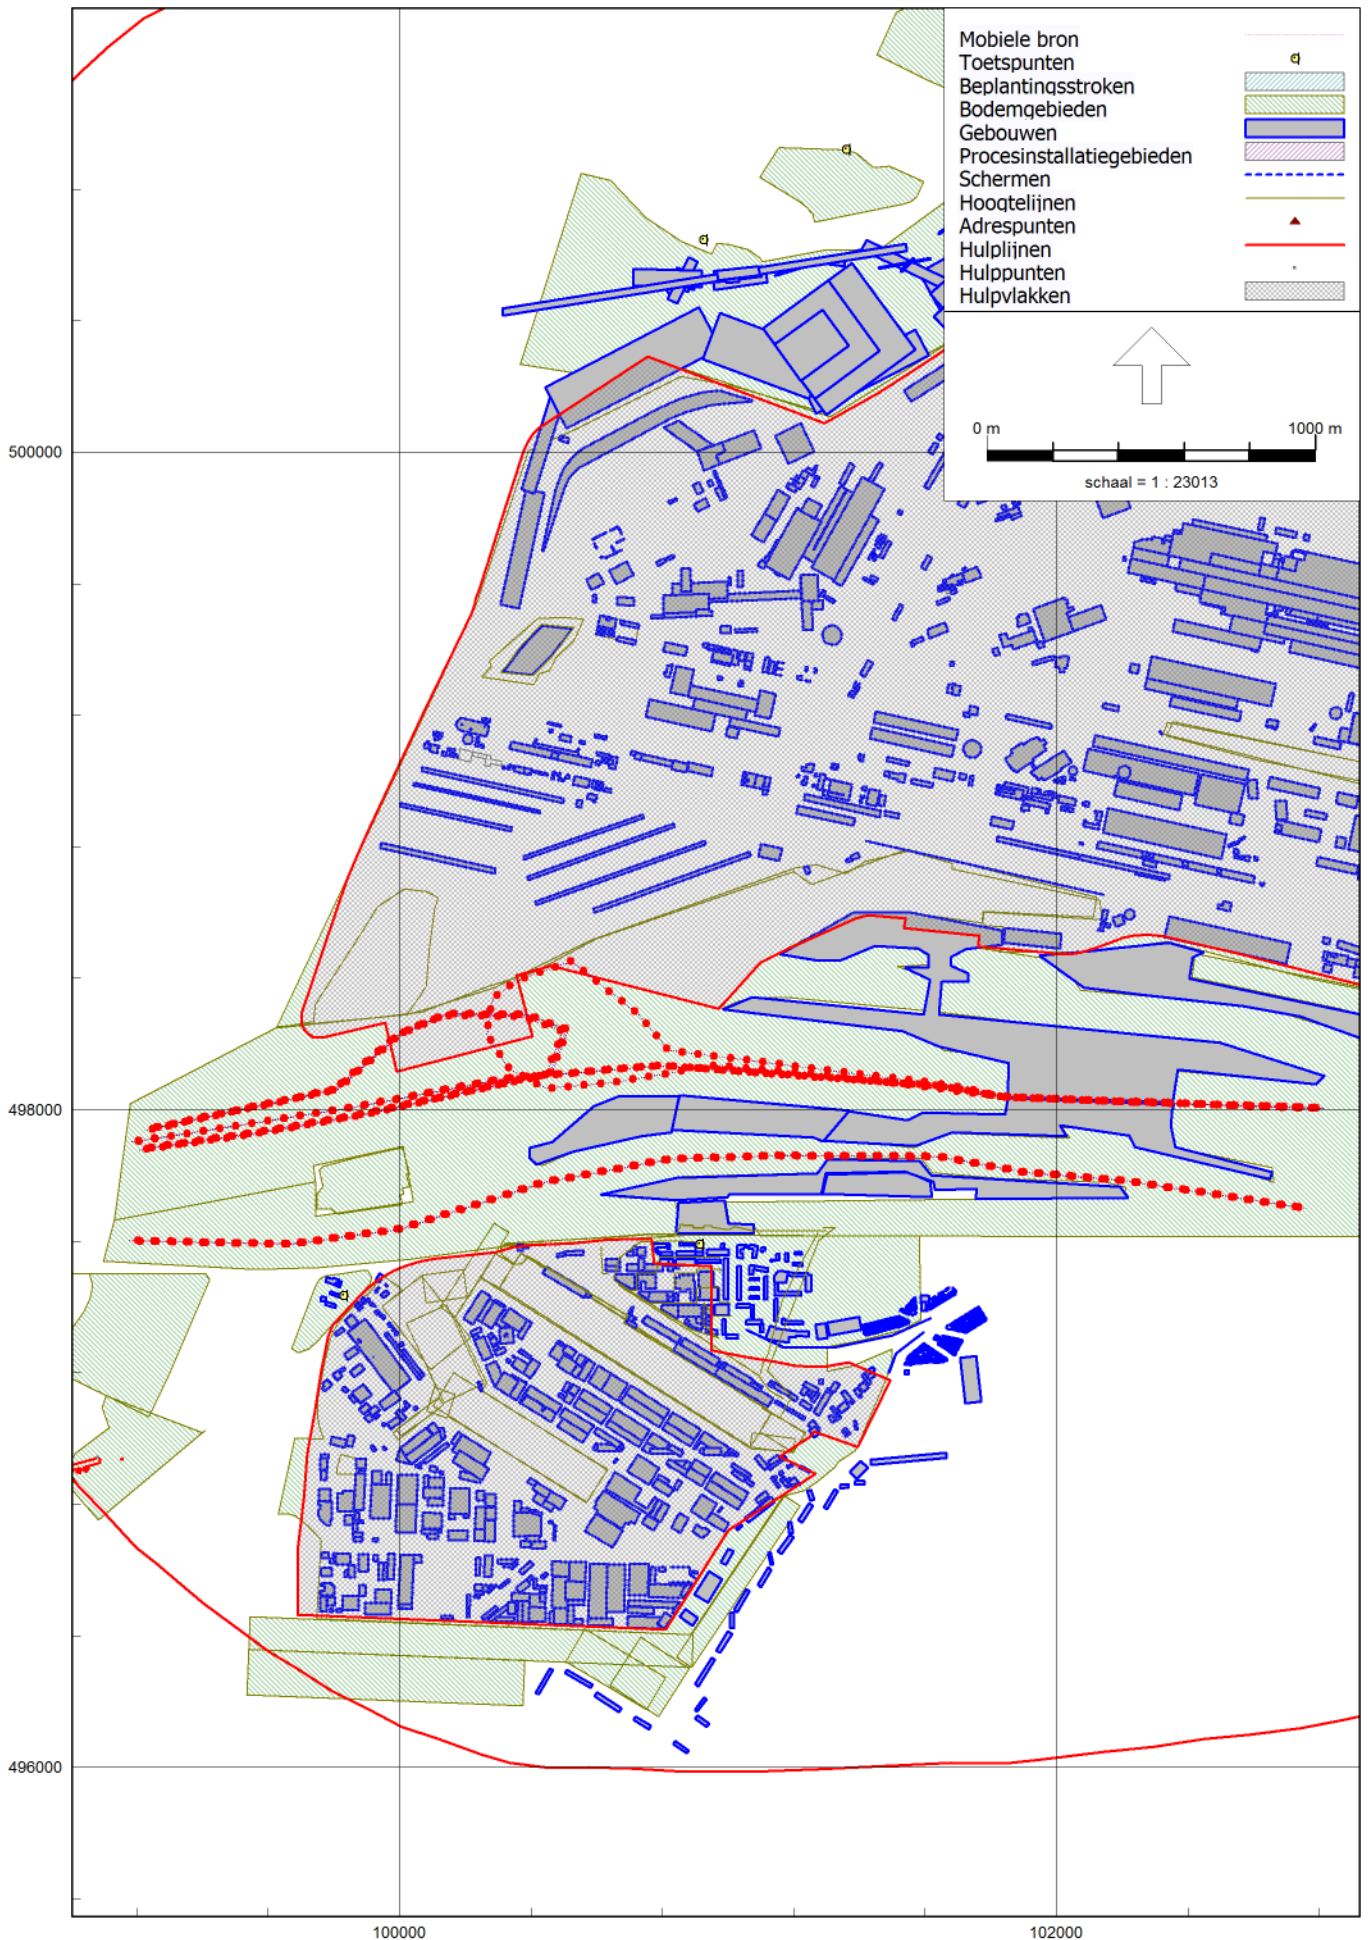 Mobiele bron
Toetspunten
Beplantingsstroken
Bodemgebieden
Gebouwen
Procesinstallatiegebieden
Schermen
Hoogtelijnen
Adrespunten
Hulplijnen
Hulppunten
Hulpvlakken
0 m 1000 m
schaal = 1 : 23013
500000
498000
496000
100000 102000